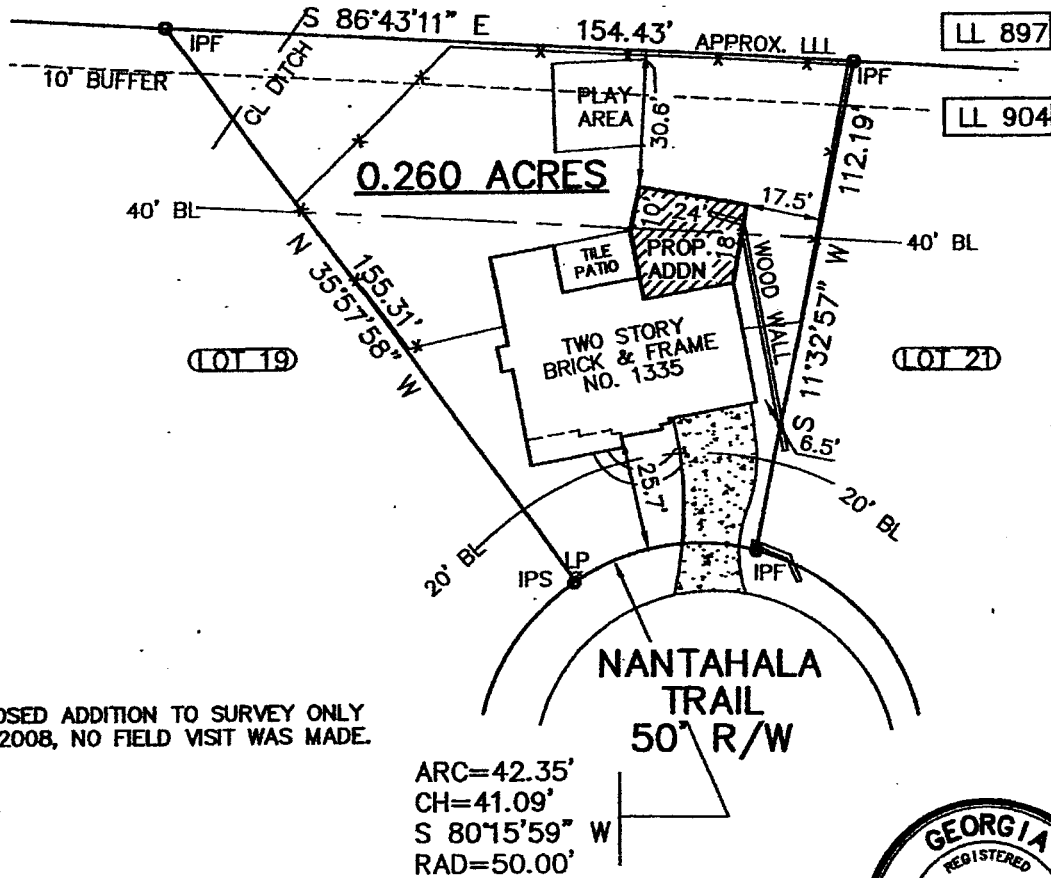 S 86°43'11" E
154.43'
APPROX. LLL
LL 897
IPF
IPF
10' BUFFER
CL DITCH
PLAY
AREA
30.6'
LL 904
112.19'
0.260 ACRES
17.5'
40' BL
40' BL
10'
24'
18'
TILE
PATIO
PROP.
ADDN
WOOD WALL
155.31'
N 35°57'58" W
S 11°32'57" W
LOT 19
LOT 21
TWO STORY
BRICK & FRAME
NO. 1335
6.5'
25.7'
20' BL
20' BL
LP
IPS
IPF
NANTAHALA
TRAIL
50' R/W
OSED ADDITION TO SURVEY ONLY
2008, NO FIELD VISIT WAS MADE.
ARC=42.35'
CH=41.09'
S 80°15'59" W
RAD=50.00'
GEORGIA
REGISTERED